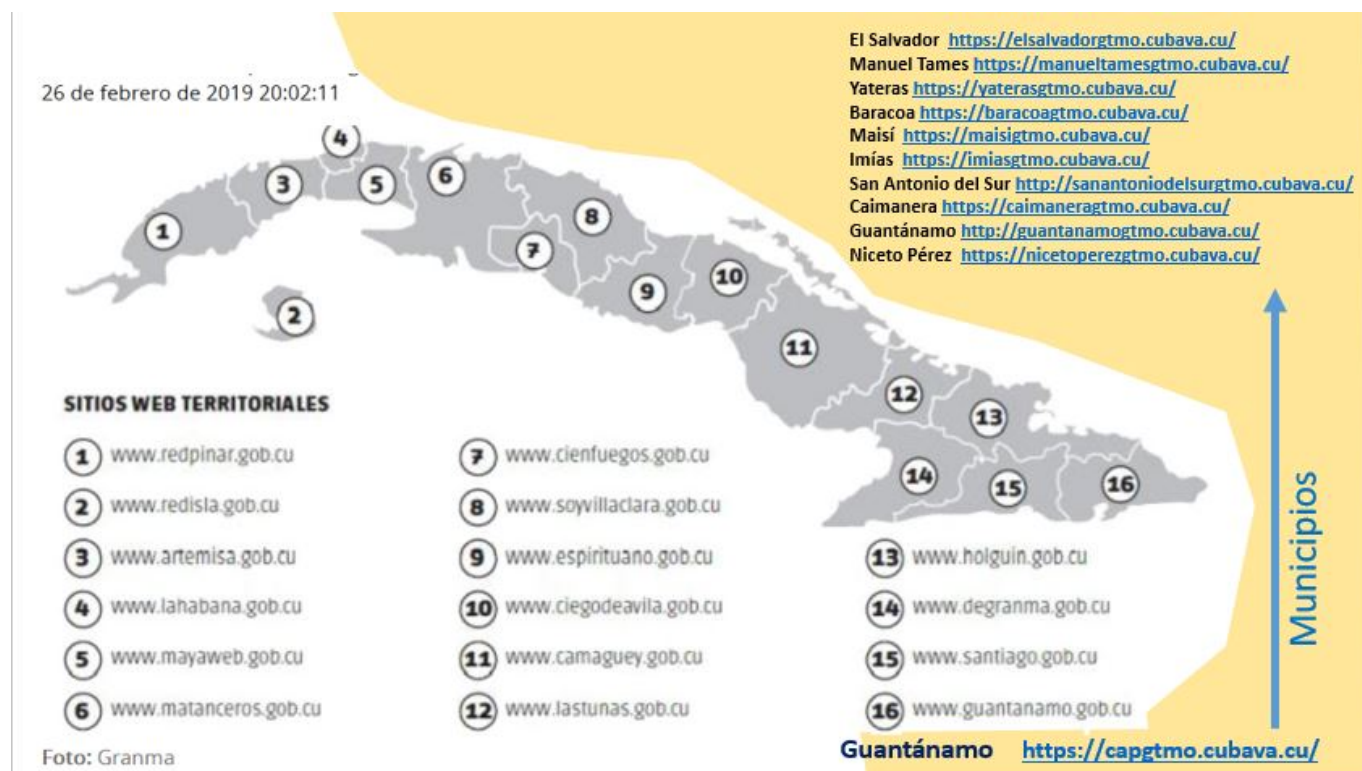 26 de febrero de 2019 20:02:11
El Salvador https://elsalvadorgtmo.cubava.cu/
Manuel Tames https://manueltamesgtmo.cubava.cu/
Yateras https://yaterasgtmo.cubava.cu/
Baracoa https://baracoagtmo.cubava.cu/
Maisí https://maisigtmo.cubava.cu/
Imías https://imiasgtmo.cubava.cu/
San Antonio del Sur http://sanantoniodelsurgtmo.cubava.cu/
Caimanera https://caimaneragtmo.cubava.cu/
Guantánamo http://guantanamogtmo.cubava.cu/
Niceto Pérez https://nicetoperezgtmo.cubava.cu/
4
3
5
6
1
8
7
2
9
10
11
12
13
14
15
16
SITIOS WEB TERRITORIALES
1 www.redpinar.gob.cu
2 www.redisla.gob.cu
3 www.artemisa.gob.cu
4 www.lahabana.gob.cu
5 www.mayaweb.gob.cu
6 www.matanceros.gob.cu
7 www.cienfuegos.gob.cu
8 www.soyvillaclara.gob.cu
9 www.espirituano.gob.cu
10 www.ciegodeavila.gob.cu
11 www.camaguey.gob.cu
12 www.lastunas.gob.cu
13 www.holguin.gob.cu
14 www.degranma.gob.cu
15 www.santiago.gob.cu
16 www.guantanamo.gob.cu
Municipios
Foto: Granma
Guantánamo https://capgtmo.cubava.cu/